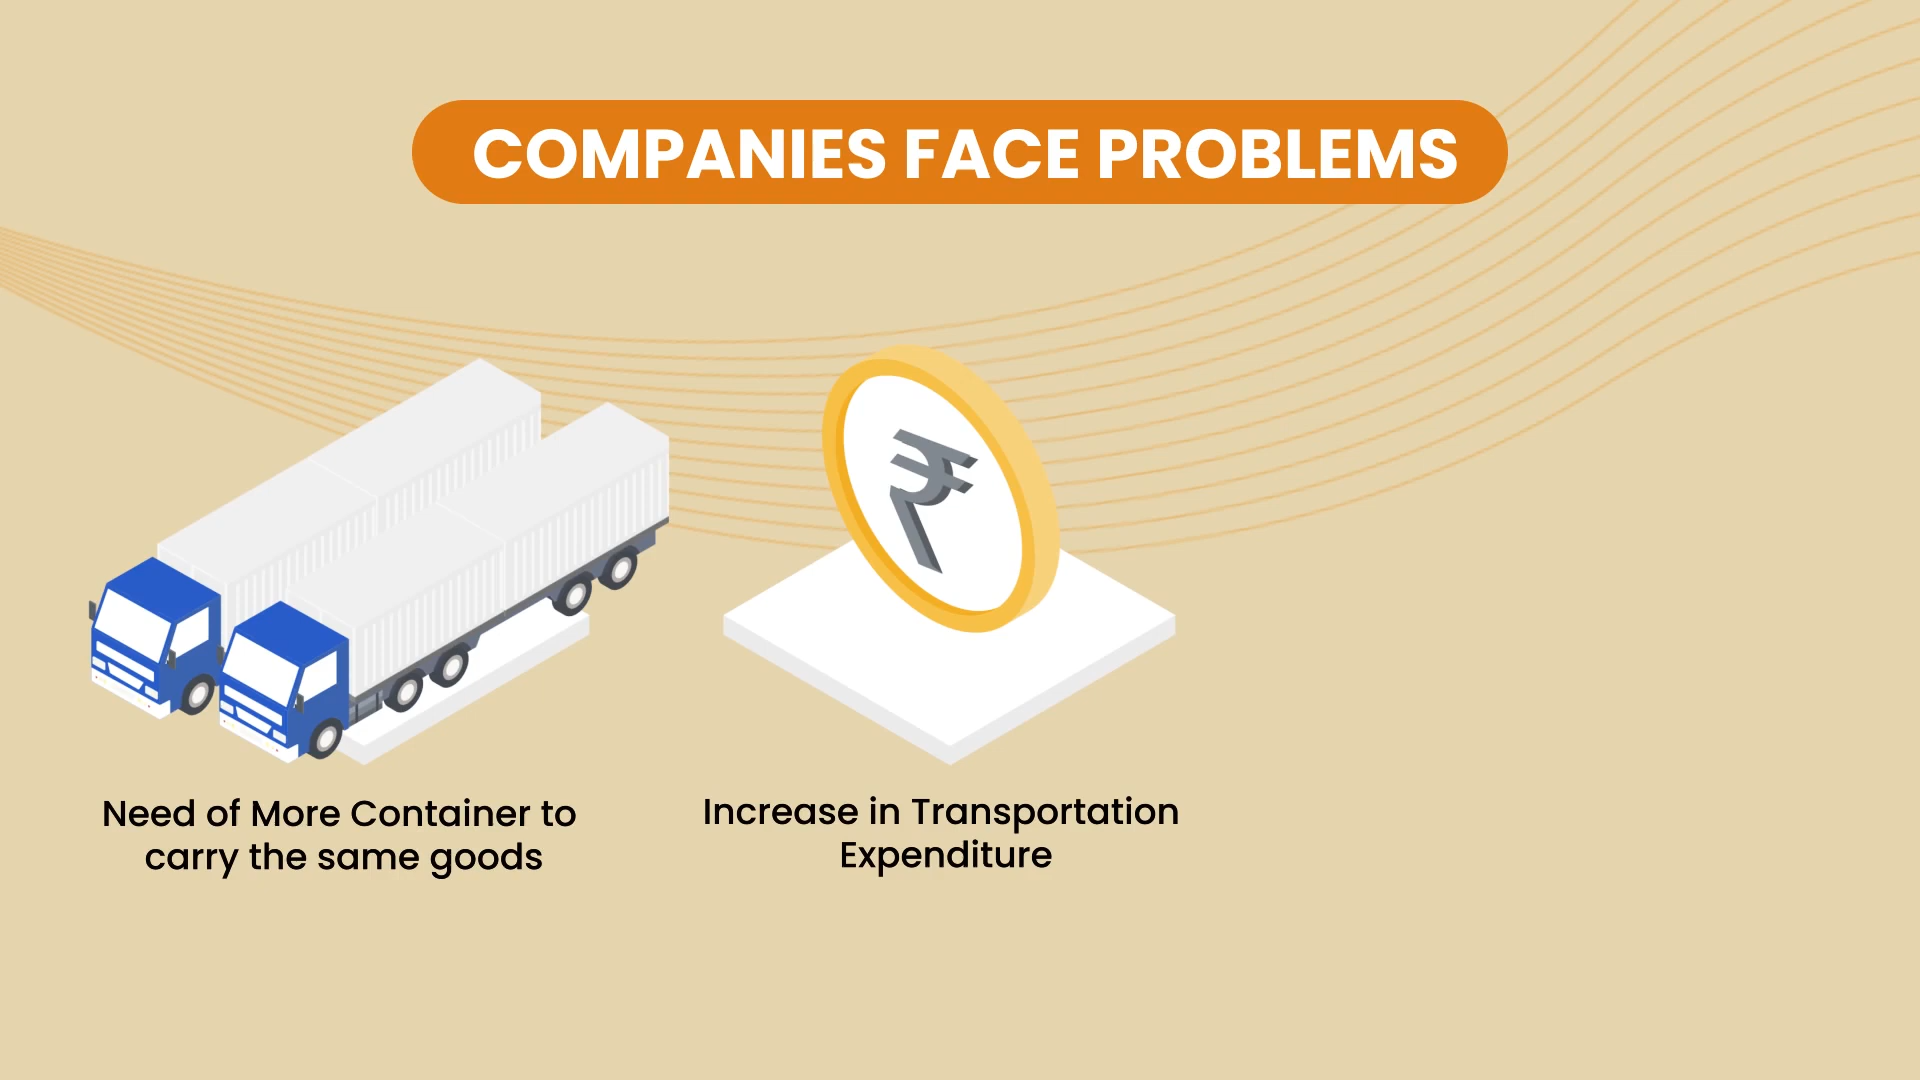 COMPANIES FACE PROBLEMS
₹
Need of More Container to
carry the same goods
Increase in Transportation
Expenditure